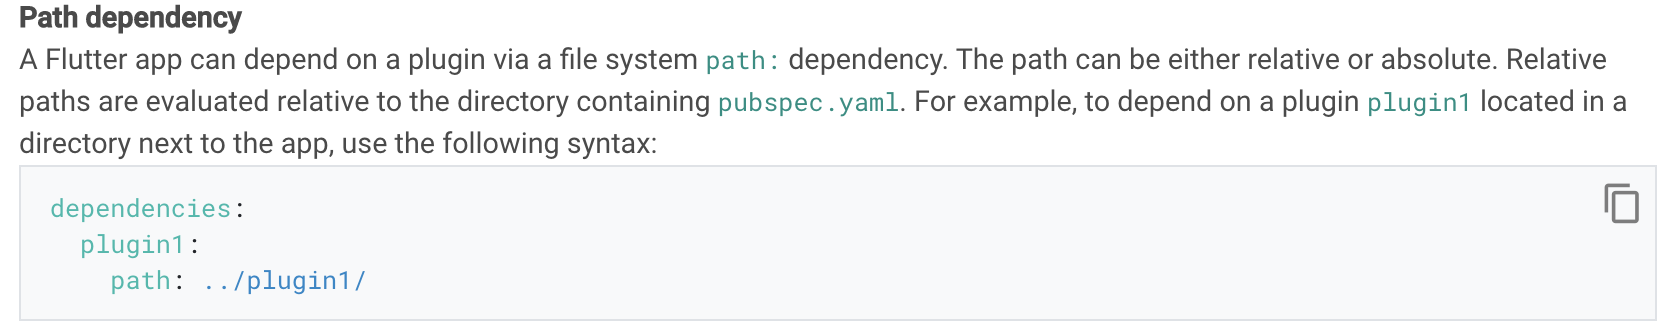 Path dependency
A Flutter app can depend on a plugin via a file system path: dependency. The path can be either relative or absolute. Relative
paths are evaluated relative to the directory containing pubspec.yaml. For example, to depend on a plugin plugin1 located in a
directory next to the app, use the following syntax:
dependencies:
  plugin1:
    path: ../plugin1/